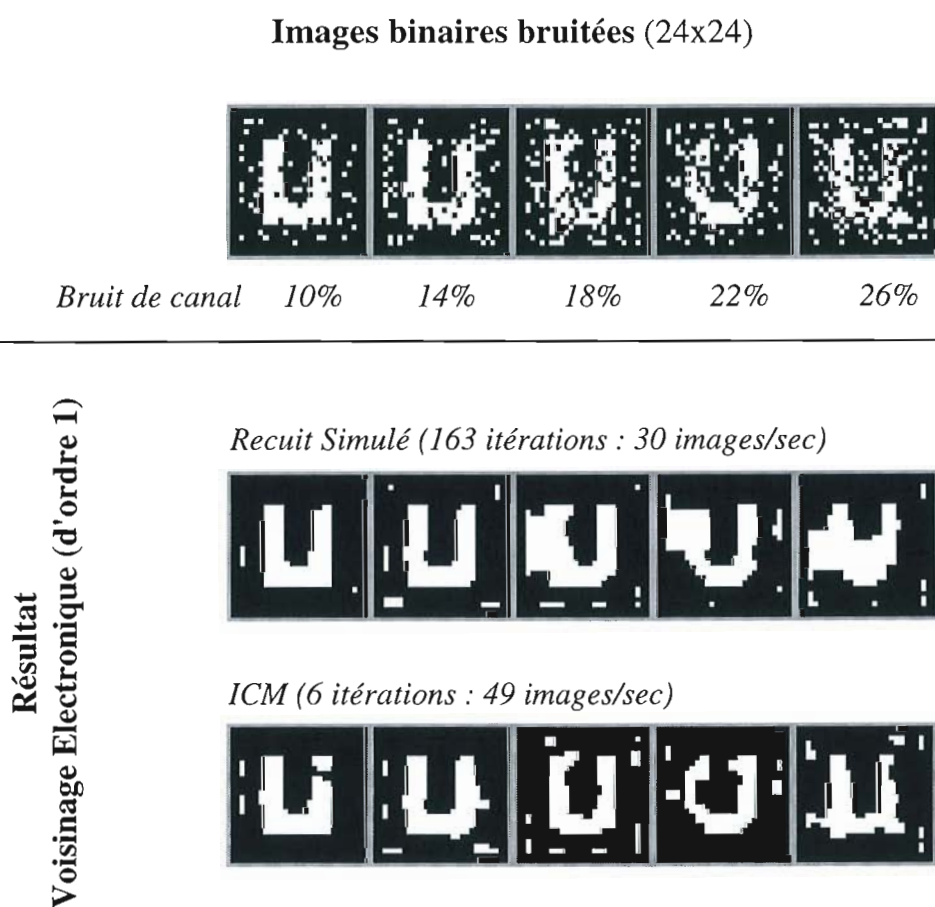 Images binaires bruitées (24x24)
Bruit de canal 10% 14% 18% 22% 26%
Résultat
Voisinage Electronique (d'ordre 1)
Recuit Simulé (163 itérations : 30 images/sec)
ICM (6 itérations : 49 images/sec)